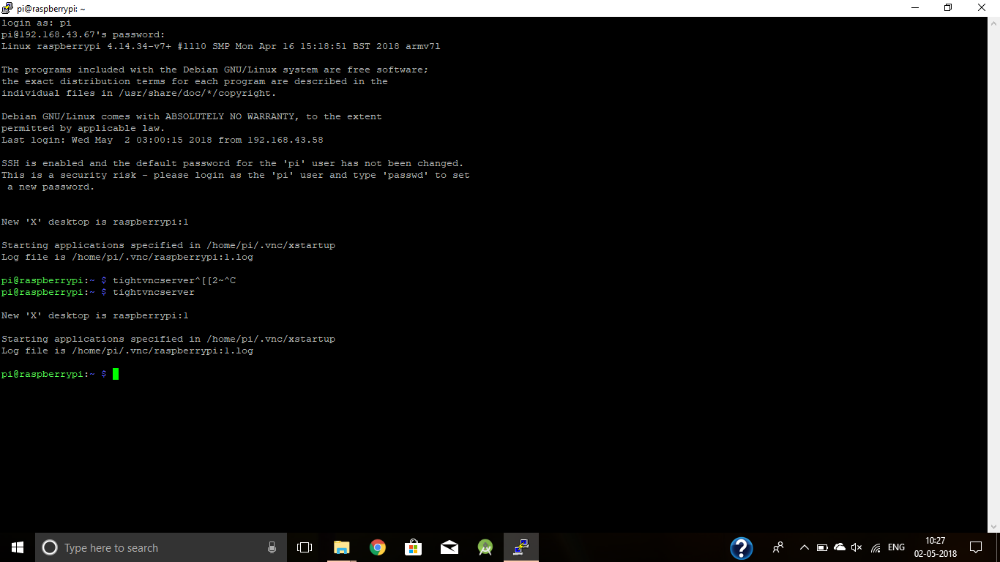 pi@raspberrypi: ~
login as: pi
pi@192.168.43.67's password:
Linux raspberrypi 4.14.34-v7+ #1110 SMP Mon Apr 16 15:18:51 BST 2018 armv7l
The programs included with the Debian GNU/Linux system are free software;
the exact distribution terms for each program are described in the
individual files in /usr/share/doc/*/copyright.
Debian GNU/Linux comes with ABSOLUTELY NO WARRANTY, to the extent
permitted by applicable law.
Last login: Wed May  2 03:00:15 2018 from 192.168.43.58
SSH is enabled and the default password for the 'pi' user has not been changed.
This is a security risk - please login as the 'pi' user and type 'passwd' to set
 a new password.
New 'X' desktop is raspberrypi:1
Starting applications specified in /home/pi/.vnc/xstartup
Log file is /home/pi/.vnc/raspberrypi:1.log
pi@raspberrypi:~ $ tightvncserver^[[2~^C
pi@raspberrypi:~ $ tightvncserver
New 'X' desktop is raspberrypi:1
Starting applications specified in /home/pi/.vnc/xstartup
Log file is /home/pi/.vnc/raspberrypi:1.log
pi@raspberrypi:~ $
Type here to search
ENG
10:27
02-05-2018